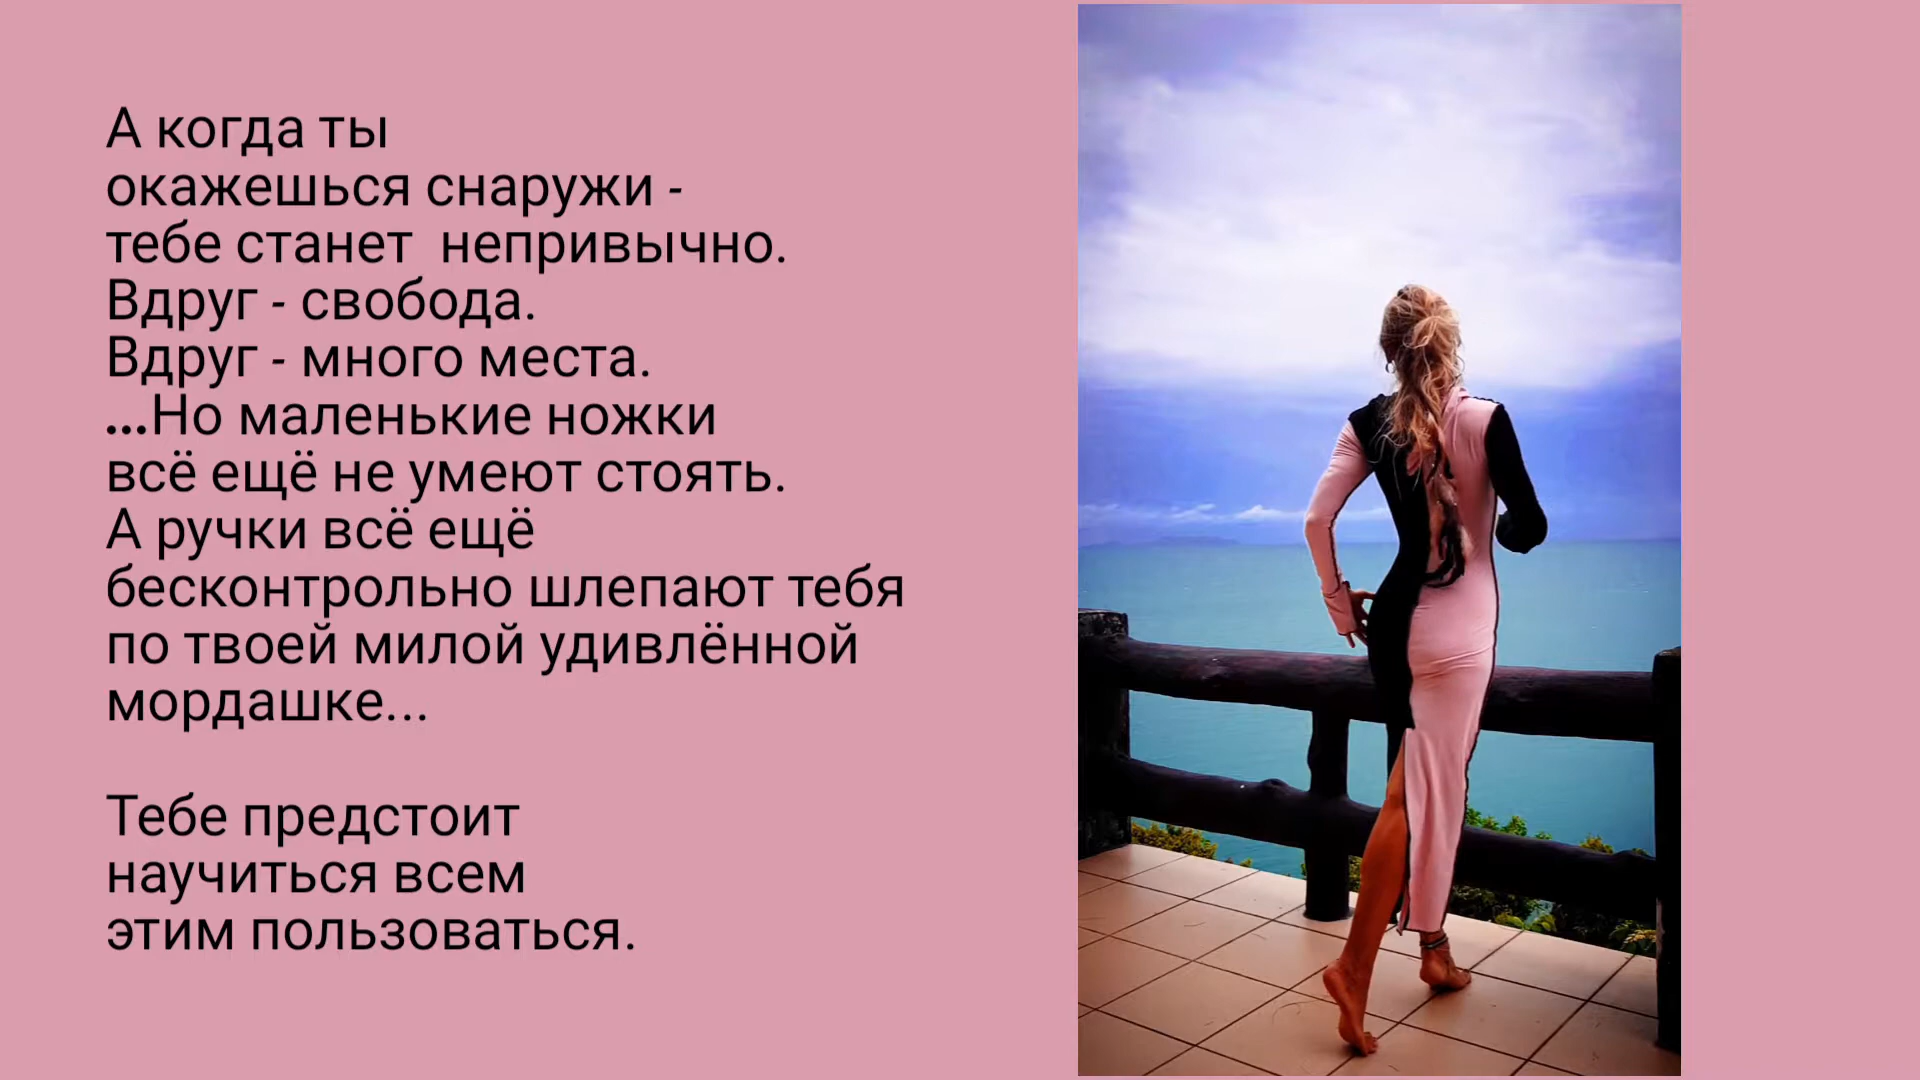 А когда ты
окажешься снаружи -
тебе станет  непривычно.
Вдруг - свобода.
Вдруг - много места.
...Но маленькие ножки
всё ещё не умеют стоять.
А ручки всё ещё
бесконтрольно шлепают тебя
по твоей милой удивлённой
мордашке...
Тебе предстоит
научиться всем
этим пользоваться.